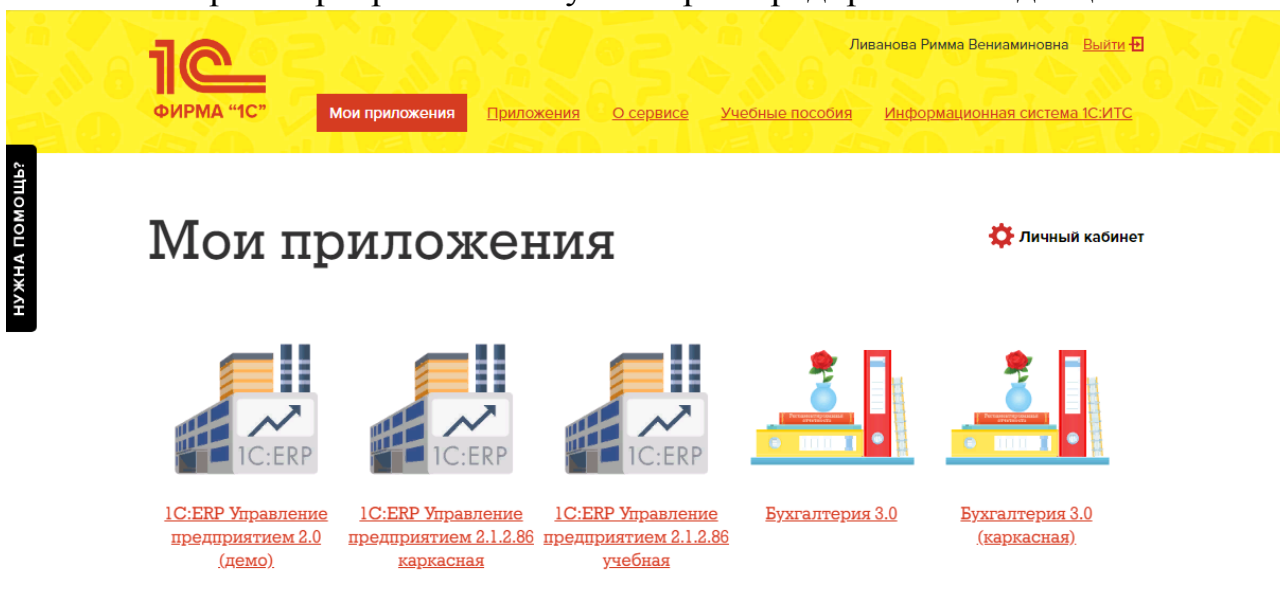 Ливанова Римма Вениаминовна Выйти
1С
ФИРМА “1С”
Мои приложения Приложения О сервисе Учебные пособия Информационная система 1С:ИТС
НУЖНА ПОМОЩЬ?
Мои приложения
Личный кабинет
1C:ERP
1C:ERP
1C:ERP
1C:ERP Управление предприятием 2.0 (демо)
1C:ERP Управление предприятием 2.1.2.86 каркасная
1C:ERP Управление предприятием 2.1.2.86 учебная
Бухгалтерия 3.0
Бухгалтерия 3.0 (каркасная)